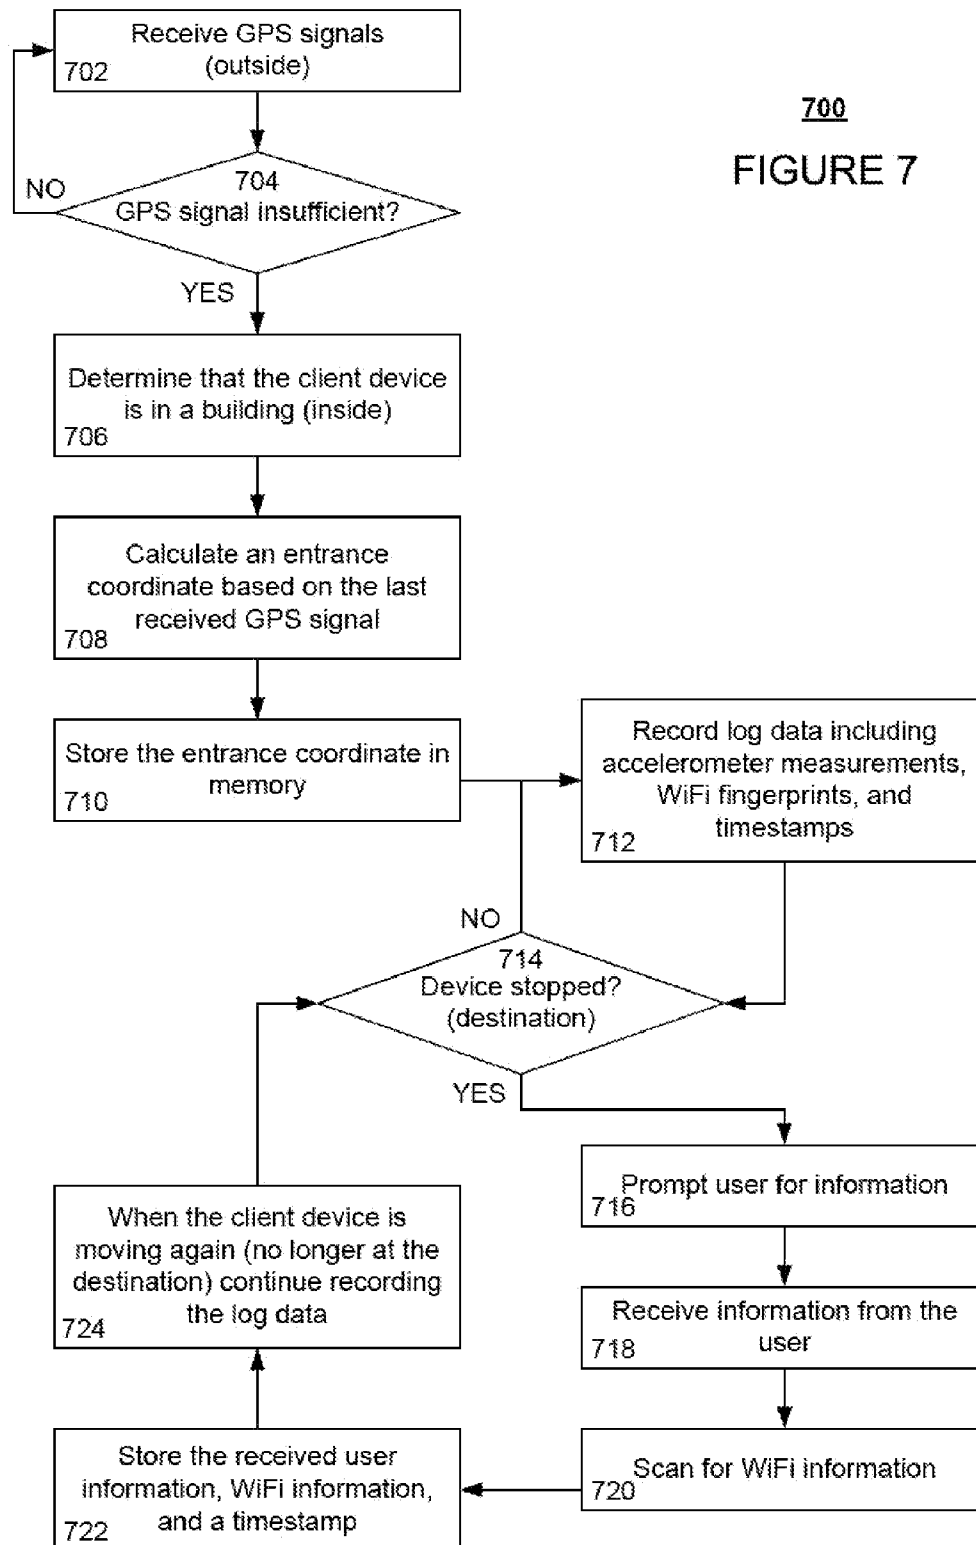 Receive GPS signals
(outside)
702
700
FIGURE 7
704
GPS signal insufficient?
NO
YES
Determine that the client device
is in a building (inside)
706
Calculate an entrance
coordinate based on the last
received GPS signal
708
Store the entrance coordinate in
memory
710
Record log data including
accelerometer measurements,
WiFi fingerprints, and
timestamps
712
NO
714
Device stopped?
(destination)
YES
Prompt user for information
716
Receive information from the
user
718
Scan for WiFi information
720
Store the received user
information, WiFi information,
and a timestamp
722
When the client device is
moving again (no longer at the
destination) continue recording
the log data
724